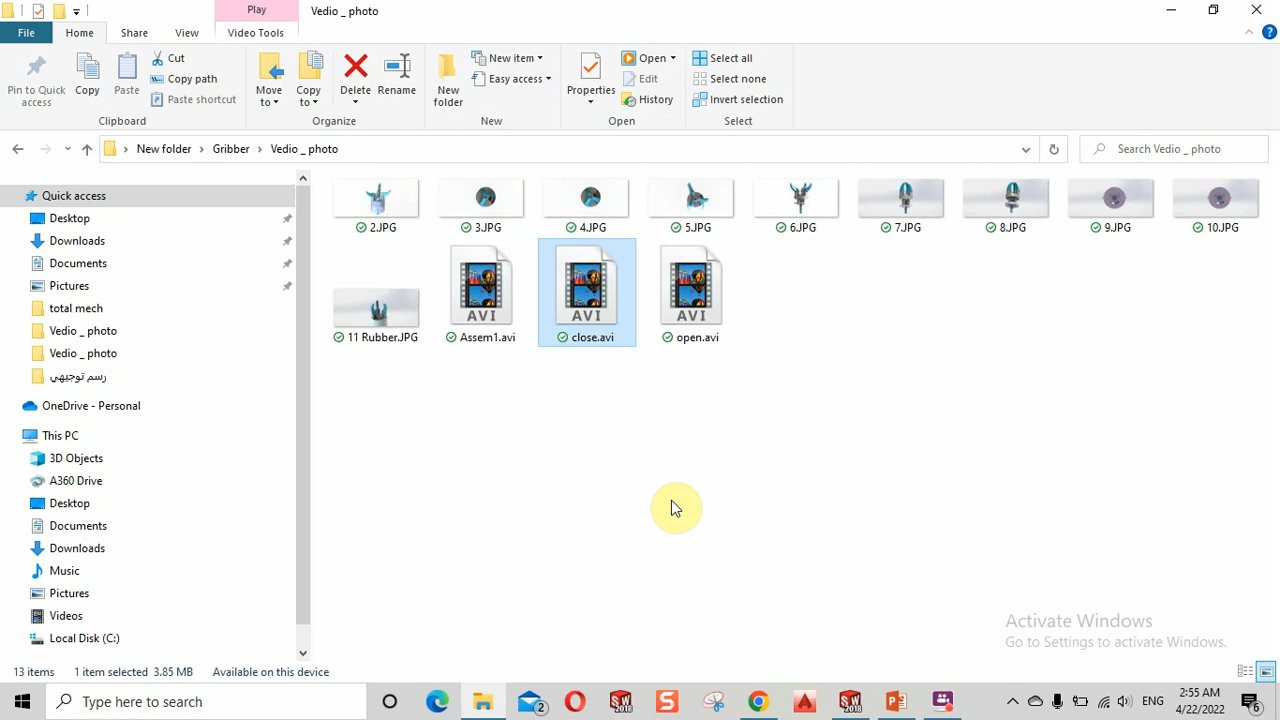 Play
Vedio _ photo
File
Home
Share
View
Video Tools
Pin to Quick access
Copy
Paste
Cut
Copy path
Paste shortcut
Clipboard
Move to
Copy to
Delete
Rename
Organize
New folder
New item
Easy access
New
Properties
Open
Edit
History
Open
Select all
Select none
Invert selection
Select
New folder > Gribber > Vedio _ photo
Search Vedio _ photo
Quick access
Desktop
Downloads
Documents
Pictures
total mech
Vedio _ photo
Vedio _ photo
رسم توجيهي
OneDrive - Personal
This PC
3D Objects
A360 Drive
Desktop
Documents
Downloads
Music
Pictures
Videos
Local Disk (C:)
2.JPG
3.JPG
4.JPG
5.JPG
6.JPG
7.JPG
8.JPG
9.JPG
10.JPG
AVI
AVI
AVI
11 Rubber.JPG
Assem1.avi
close.avi
open.avi
Activate Windows
Go to Settings to activate Windows.
13 items
1 item selected 3.85 MB
Available on this device
Type here to search
2
SW
2018
S
SW
2018
ENG
2:55 AM
4/22/2022
6